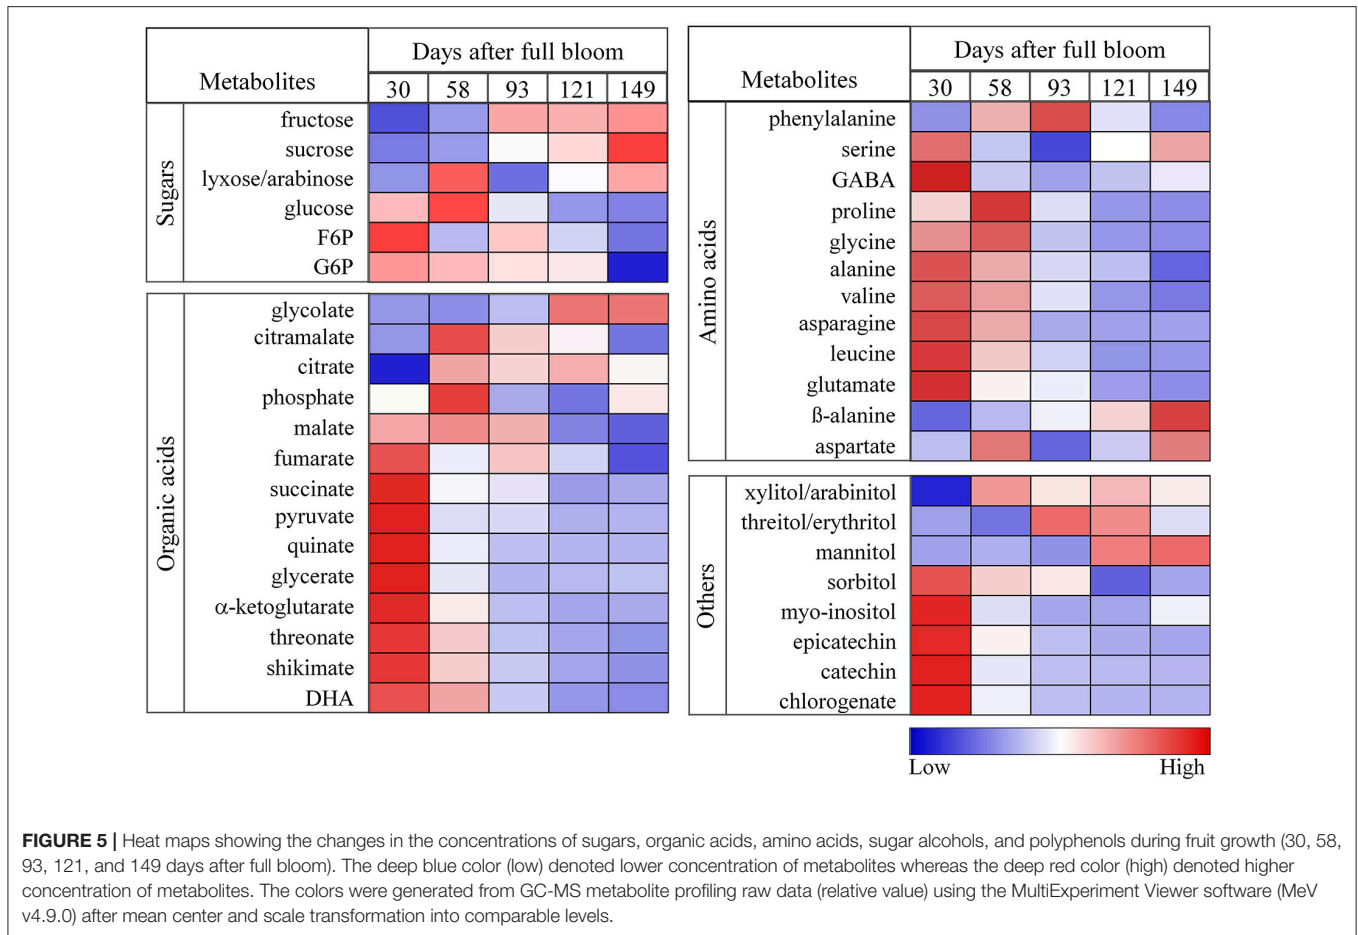 Metabolites
Days after full bloom
30 58 93 121 149
Sugars
fructose
sucrose
lyxose/arabinose
glucose
F6P
G6P
Organic acids
glycolate
citramalate
citrate
phosphate
malate
fumarate
succinate
pyruvate
quinate
glycerate
α-ketoglutarate
threonate
shikimate
DHA
Metabolites
Days after full bloom
30 58 93 121 149
Amino acids
phenylalanine
serine
GABA
proline
glycine
alanine
valine
asparagine
leucine
glutamate
ß-alanine
aspartate
Others
xylitol/arabinitol
threitol/erythritol
mannitol
sorbitol
myo-inositol
epicatechin
catechin
chlorogenate
Low High
FIGURE 5 | Heat maps showing the changes in the concentrations of sugars, organic acids, amino acids, sugar alcohols, and polyphenols during fruit growth (30, 58,
93, 121, and 149 days after full bloom). The deep blue color (low) denoted lower concentration of metabolites whereas the deep red color (high) denoted higher
concentration of metabolites. The colors were generated from GC-MS metabolite profiling raw data (relative value) using the MultiExperiment Viewer software (MeV
v4.9.0) after mean center and scale transformation into comparable levels.